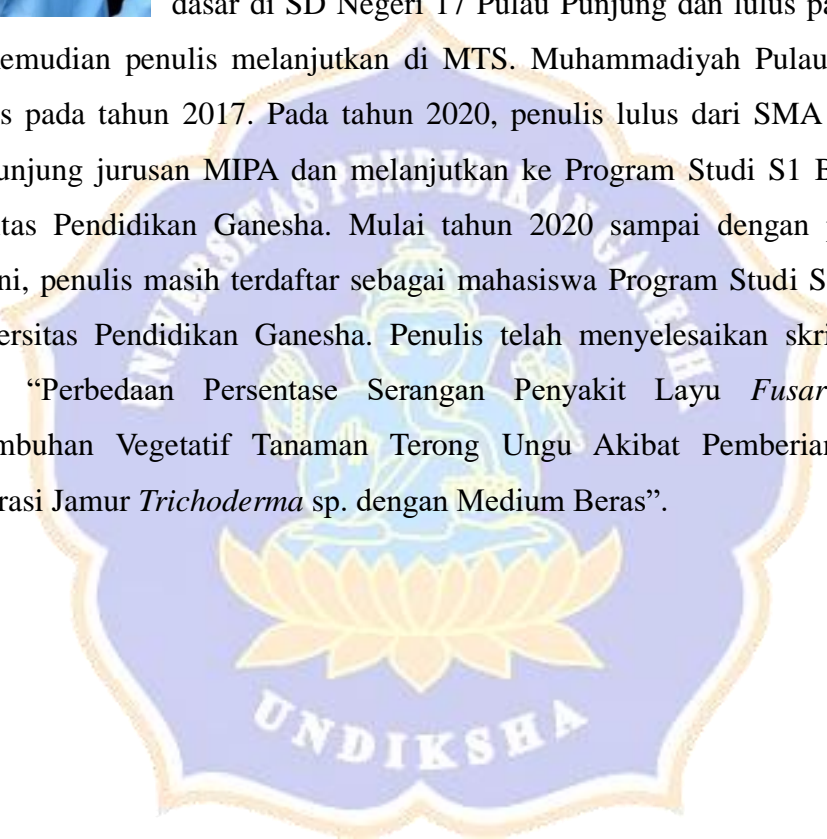 dasar di SD Negeri 17 Pulau Punjung dan lulus pa
emudian penulis melanjutkan di MTS. Muhammadiyah Pulau
s pada tahun 2017. Pada tahun 2020, penulis lulus dari SMA
unjung jurusan MIPA dan melanjutkan ke Program Studi S1 B
itas Pendidikan Ganesha. Mulai tahun 2020 sampai dengan
ni, penulis masih terdaftar sebagai mahasiswa Program Studi S
ersitas Pendidikan Ganesha. Penulis telah menyelesaikan skri
“Perbedaan Persentase Serangan Penyakit Layu Fusar
mbuhan Vegetatif Tanaman Terong Ungu Akibat Pemberian
rasi Jamur Trichoderma sp. dengan Medium Beras”.
UNIVERSITAS PENDIDIKAN GANESHA
UNDIKSHA